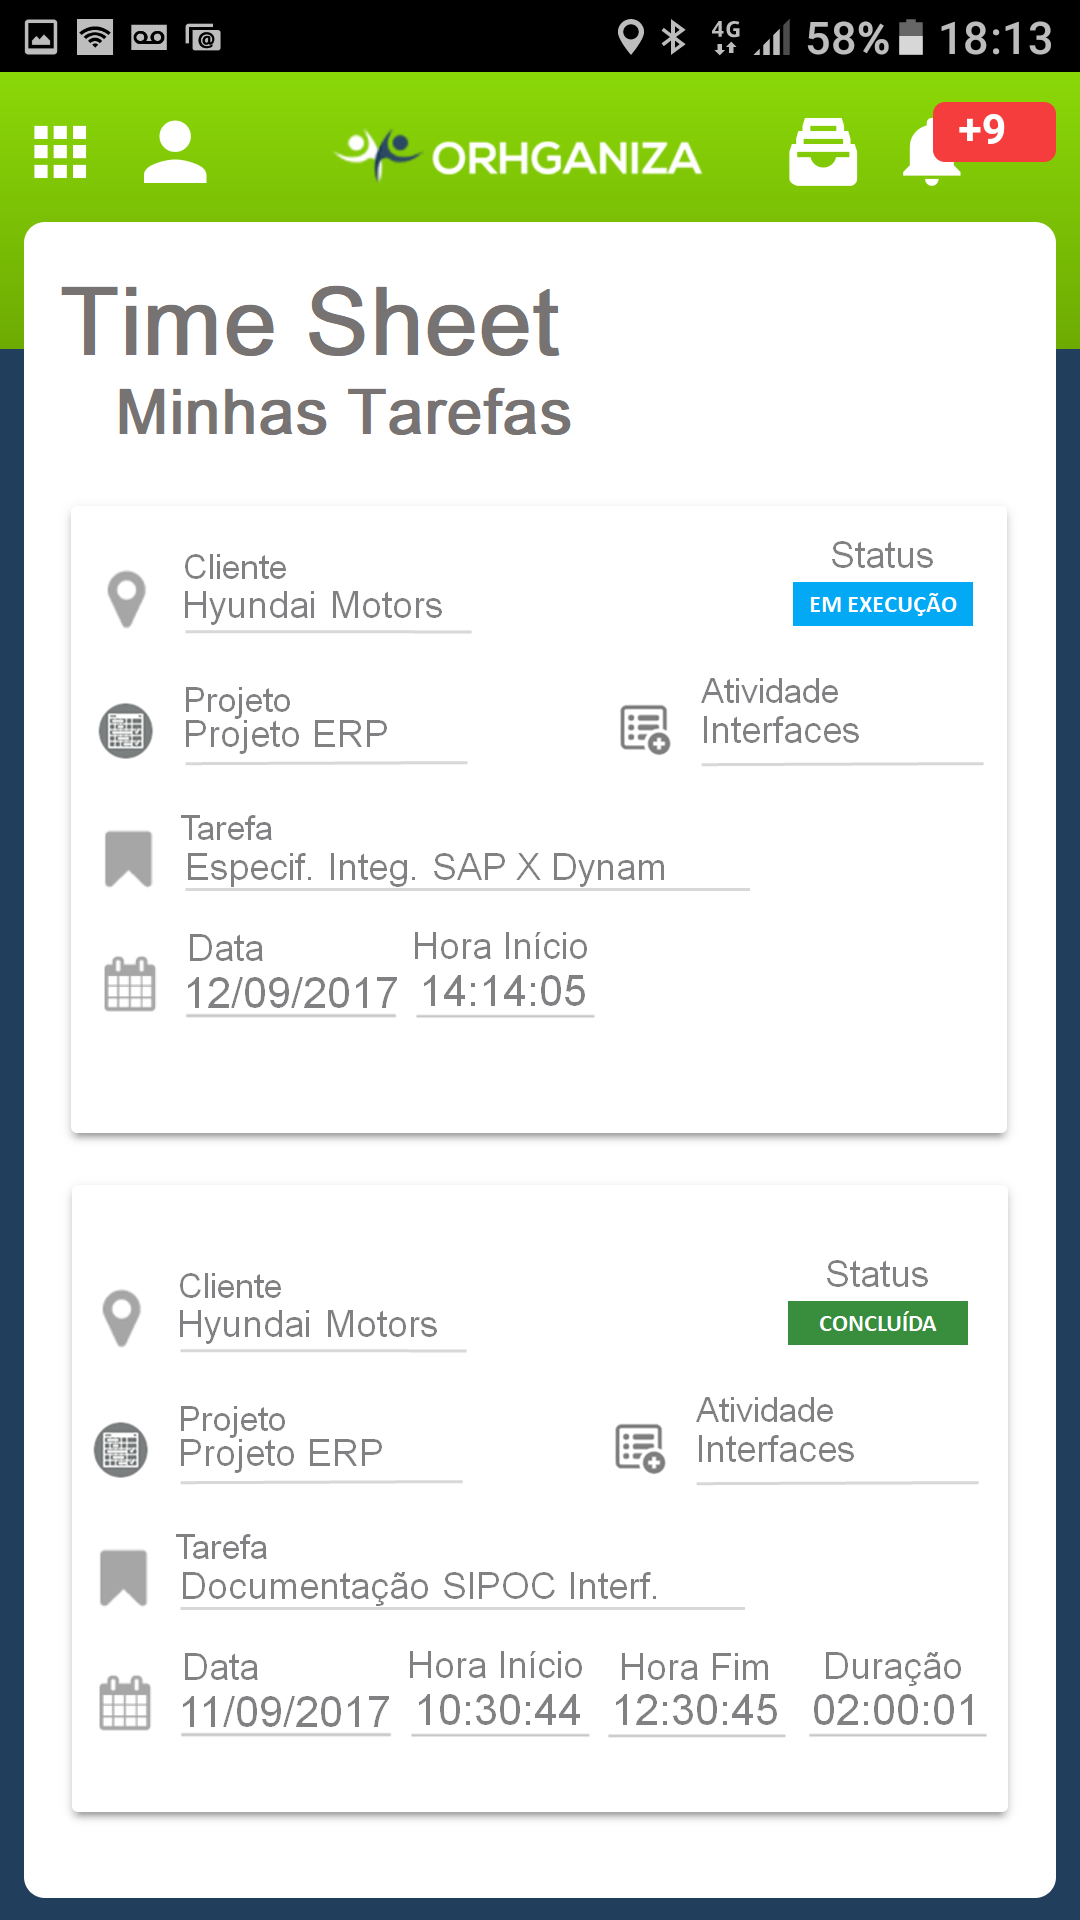 4G 58% 18:13
ORHGANIZA +9
Time Sheet
Minhas Tarefas
Cliente
Hyundai Motors
Status
EM EXECUÇÃO
Projeto
Projeto ERP
Atividade
Interfaces
Tarefa
Especif. Integ. SAP X Dynam
Data Hora Início
12/09/2017 14:14:05
Cliente
Hyundai Motors
Status
CONCLUÍDA
Projeto
Projeto ERP
Atividade
Interfaces
Tarefa
Documentação SIPOC Interf.
Data Hora Início Hora Fim Duração
11/09/2017 10:30:44 12:30:45 02:00:01